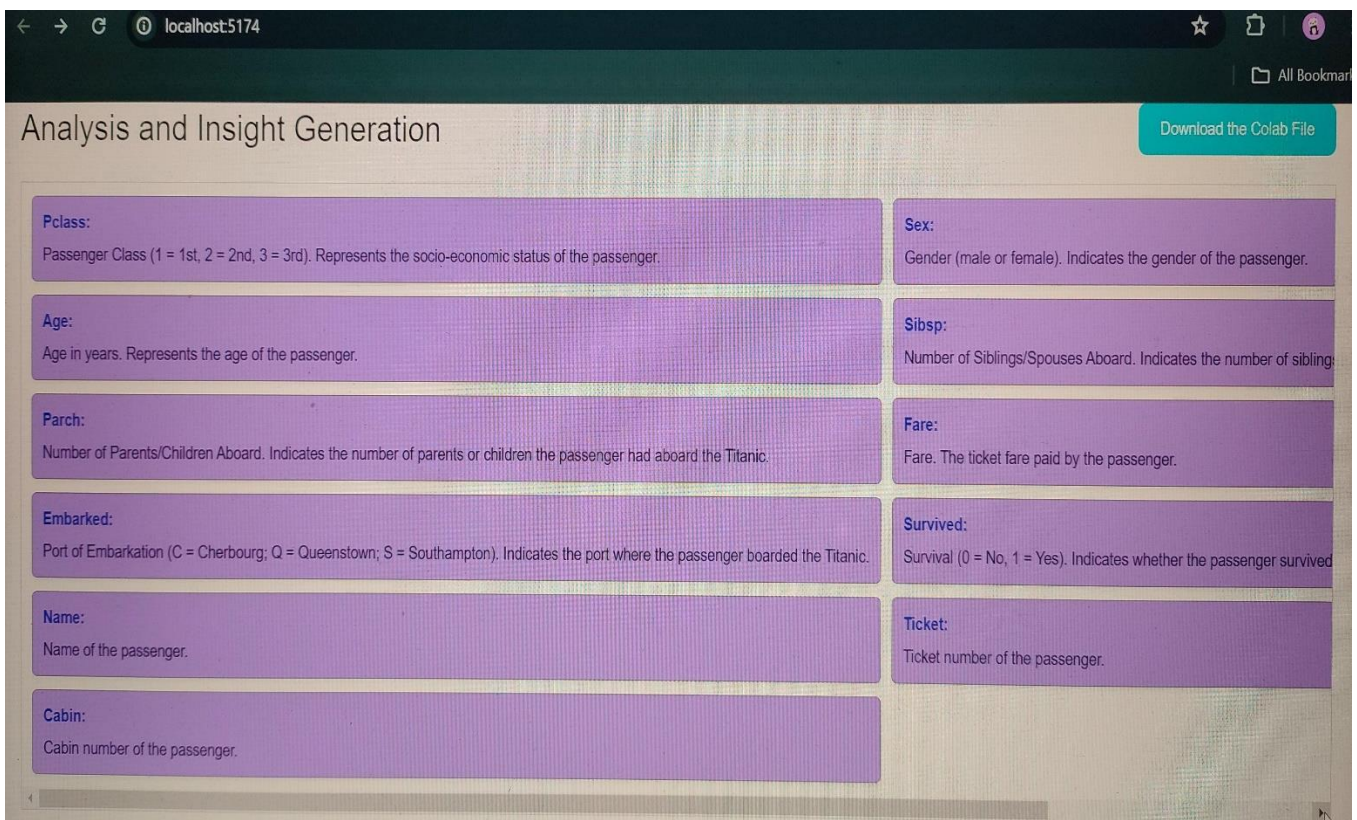 localhost:5174
All Bookmark
Analysis and Insight Generation
Download the Colab File
Pclass:
Passenger Class (1 = 1st, 2 = 2nd, 3 = 3rd). Represents the socio-economic status of the passenger.
Sex:
Gender (male or female). Indicates the gender of the passenger.
Age:
Age in years. Represents the age of the passenger.
Sibsp:
Number of Siblings/Spouses Aboard. Indicates the number of siblings
Parch:
Number of Parents/Children Aboard. Indicates the number of parents or children the passenger had aboard the Titanic.
Fare:
Fare. The ticket fare paid by the passenger.
Embarked:
Port of Embarkation (C = Cherbourg; Q = Queenstown; S = Southampton). Indicates the port where the passenger boarded the Titanic.
Survived:
Survival (0 = No, 1 = Yes). Indicates whether the passenger survived
Name:
Name of the passenger.
Ticket:
Ticket number of the passenger.
Cabin:
Cabin number of the passenger.